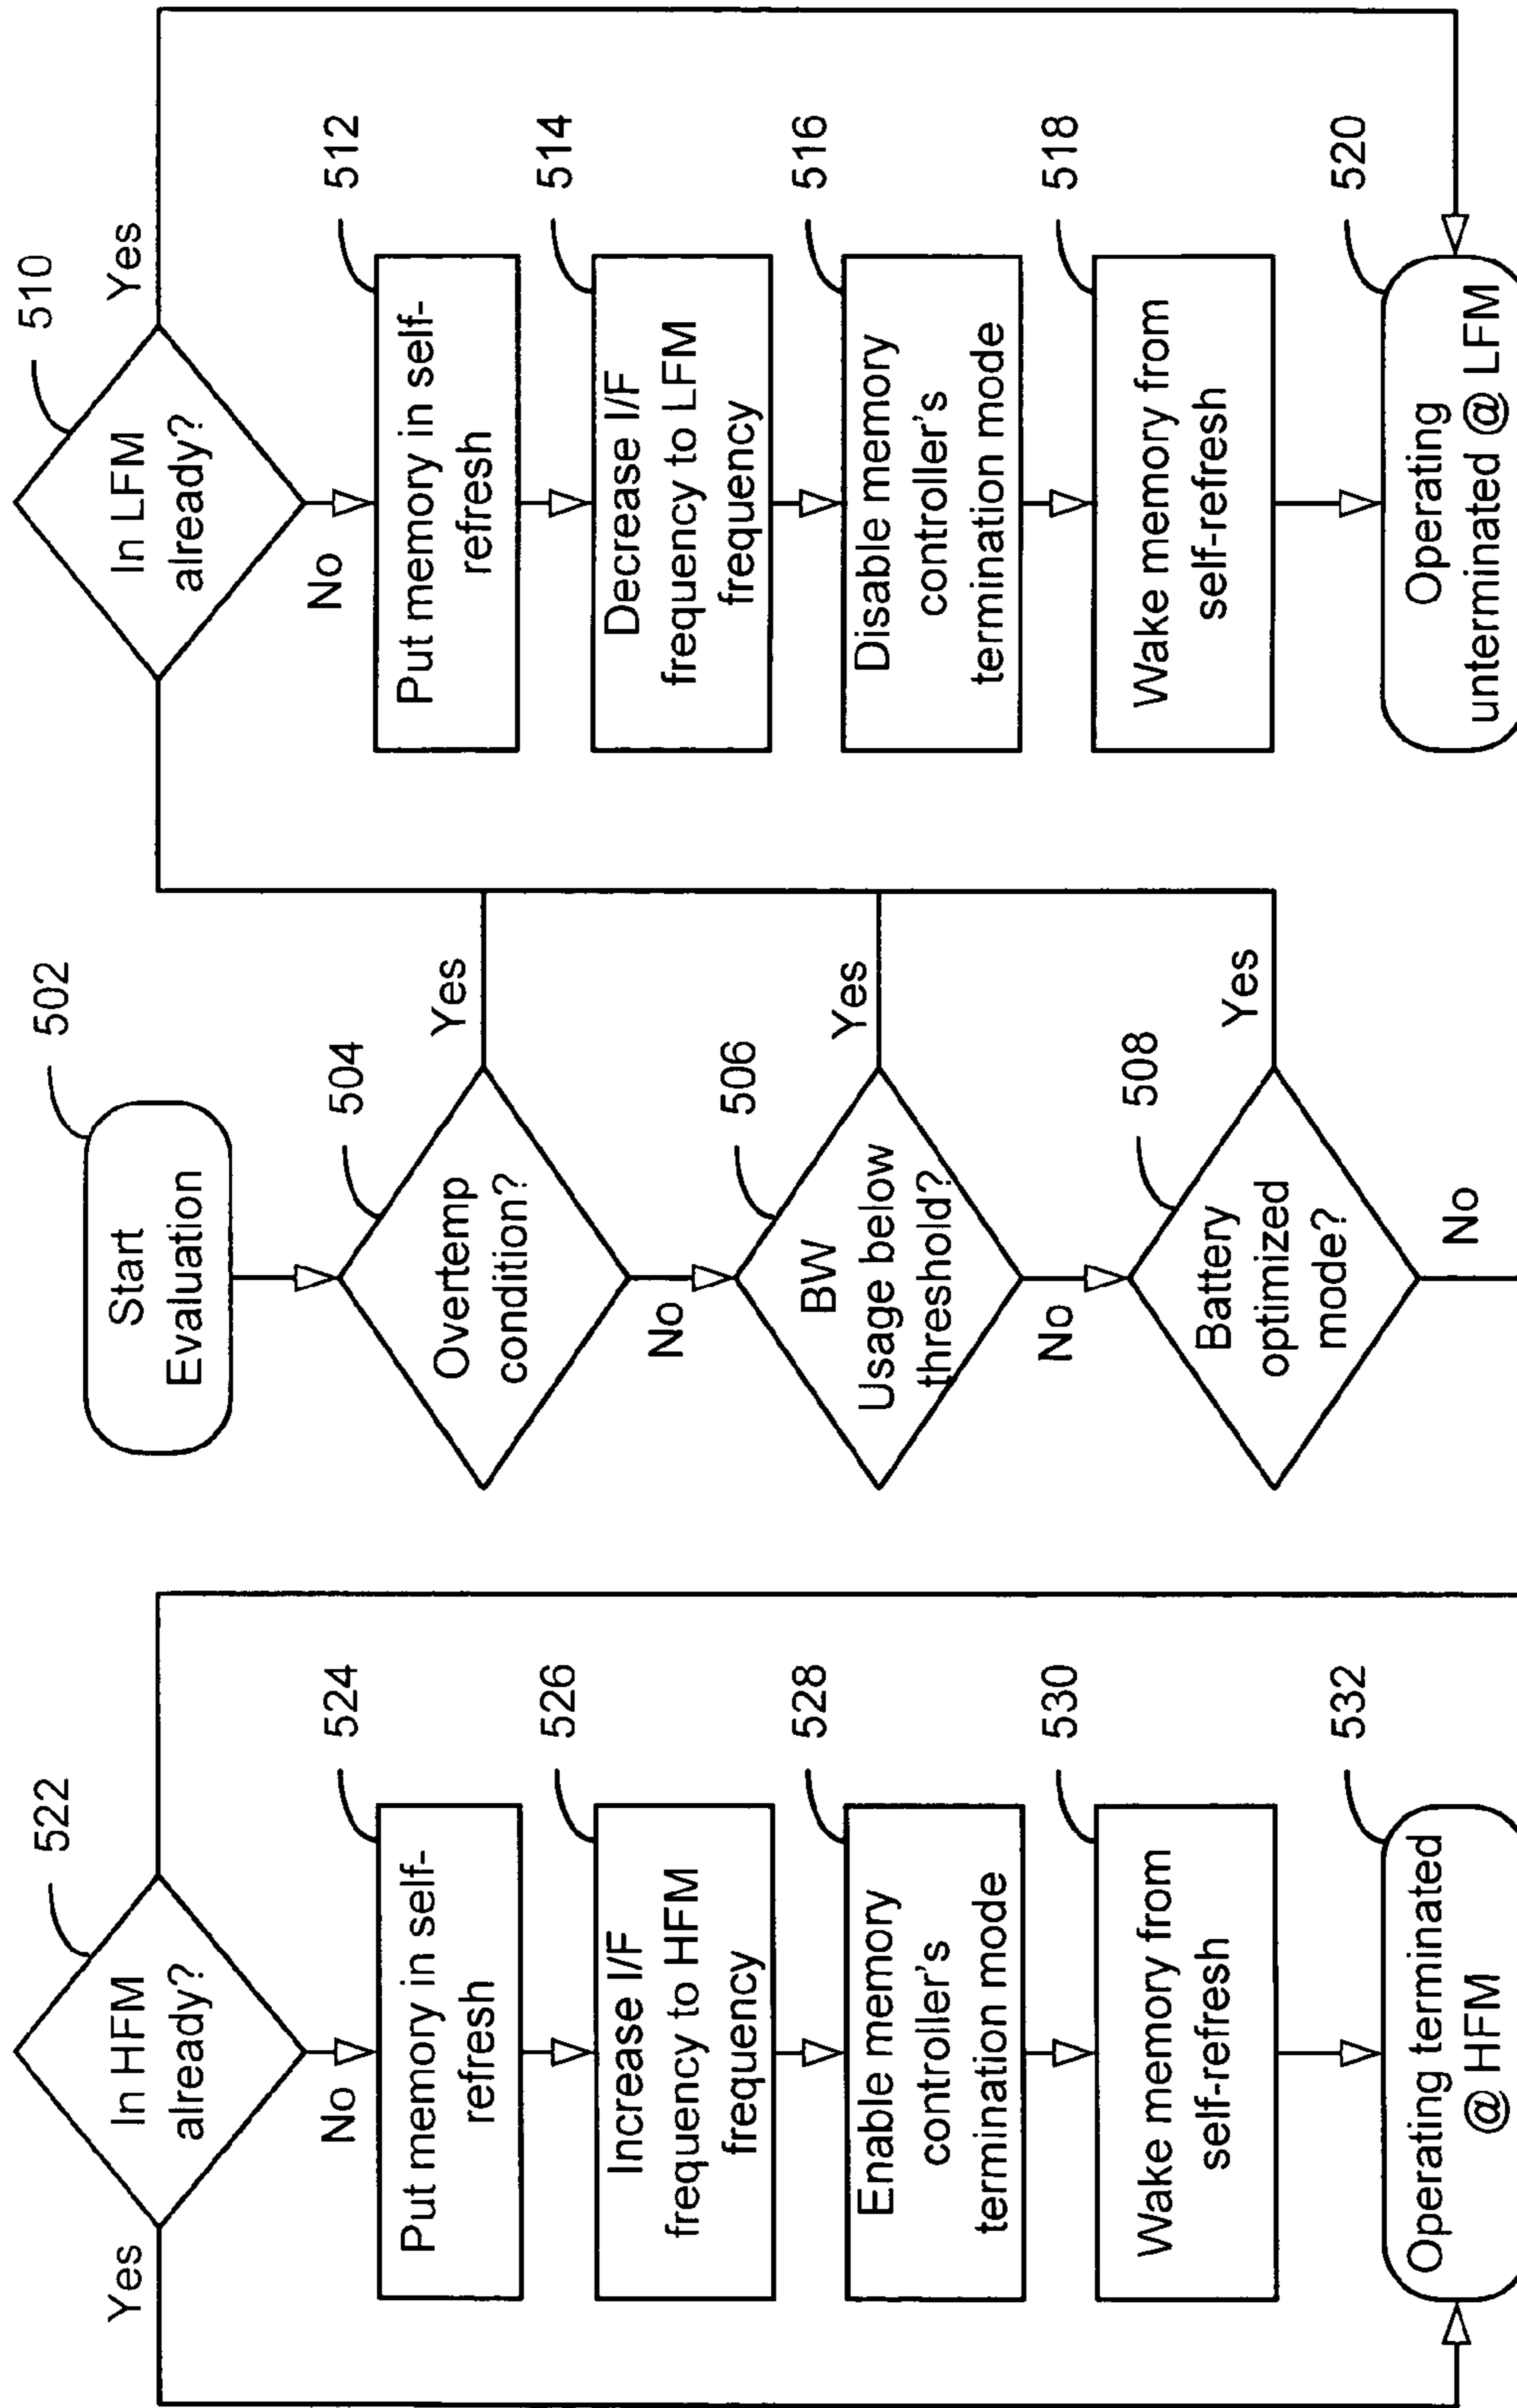 522
In HFM
already?
Yes
No
524
Put memory in self-
refresh
526
Increase I/F
frequency to HFM
frequency
528
Enable memory
controller's
termination mode
530
Wake memory from
self-refresh
532
Operating terminated
@ HFM
502
Start
Evaluation
504
Overtemp
condition?
Yes
No
506
BW
Usage below
threshold?
Yes
No
508
Battery
optimized
mode?
Yes
No
510
In LFM
already?
Yes
No
512
Put memory in self-
refresh
514
Decrease I/F
frequency to LFM
frequency
516
Disable memory
controller's
termination mode
518
Wake memory from
self-refresh
520
Operating
unterminated @ LFM